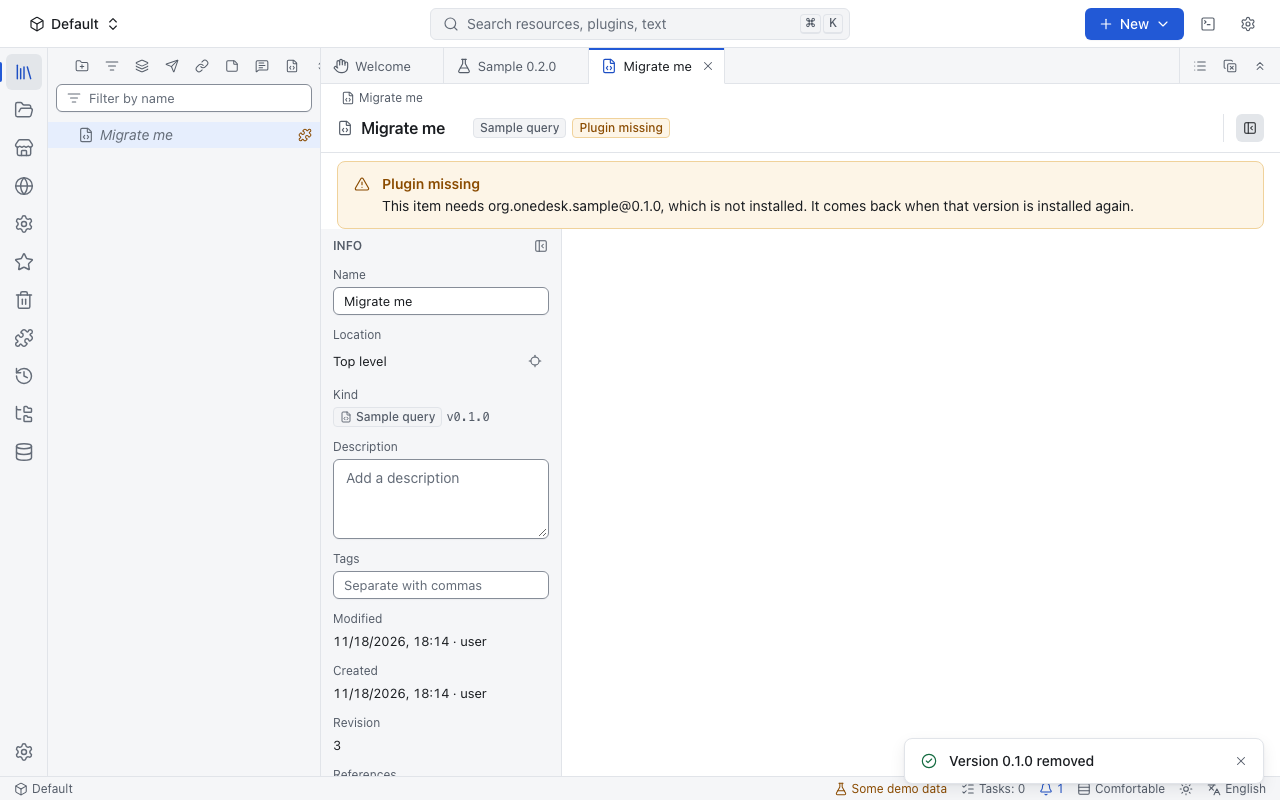 Default
Search resources, plugins, text
⌘ K
New
Welcome
Sample 0.2.0
Migrate me
Filter by name
Migrate me
Migrate me
Migrate me
Sample query
Plugin missing
Plugin missing
This item needs org.onedesk.sample@0.1.0, which is not installed. It comes back when that version is installed again.
INFO
Name
Migrate me
Location
Top level
Kind
Sample query v0.1.0
Description
Add a description
Tags
Separate with commas
Modified
11/18/2026, 18:14 · user
Created
11/18/2026, 18:14 · user
Revision
3
References
Version 0.1.0 removed
Default
Some demo data
Tasks: 0
1
Comfortable
English